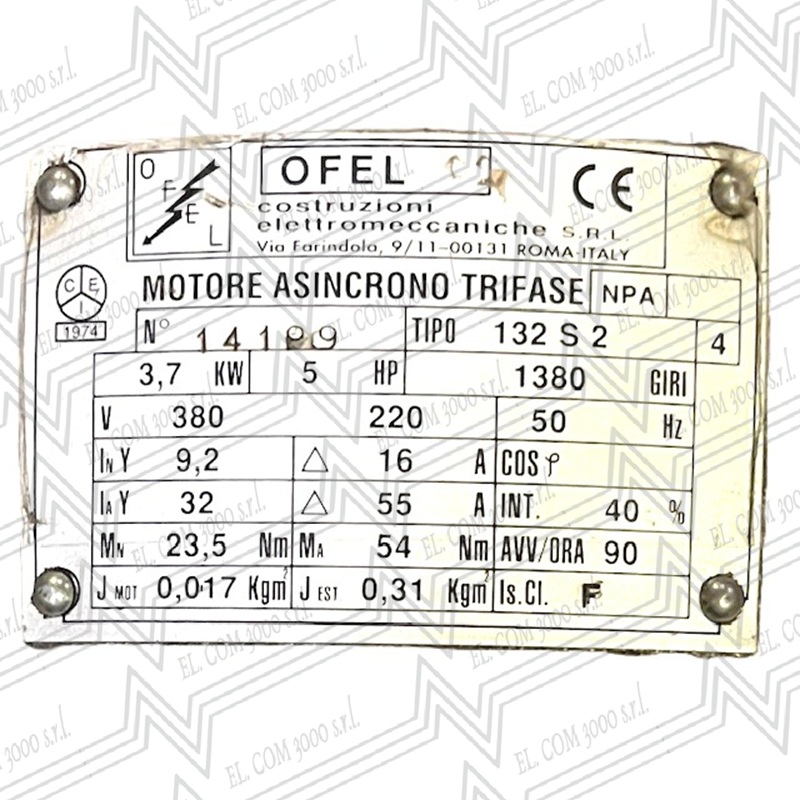 O F E L
OFEL
CE
costruzioni
elettromeccaniche S.R.L.
Via Farindola, 9/11-00131 ROMA-ITALY
CEI
1974
MOTORE ASINCRONO TRIFASE NPA
N° TIPO 132 S 2 4
3,7 KW 5 HP 1380 GIRI
V 380 220 50 Hz
IN Y 9,2 △ 16 A COS φ
IA Y 32 △ 55 A INT. 40 %
MN 23,5 Nm MA 54 Nm AVV/ORA 90
J MOT 0,017 Kgm² J EST 0,31 Kgm² Is.Cl. F
EL. COM 3000 s.r.l.